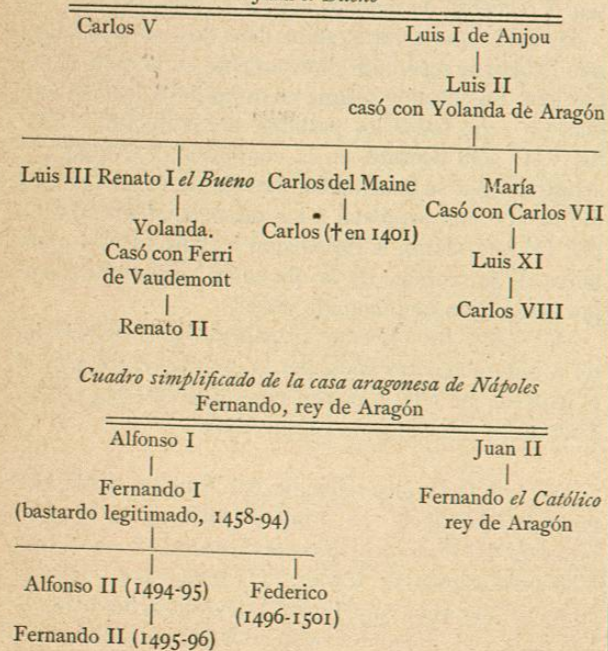 Carlos V Luis I de Anjou
Luis II
casó con Yolanda de Aragón
Luis III Renato I el Bueno Carlos del Maine María
Yolanda. Carlos († en 1401) Casó con Carlos VII
Casó con Ferri Luis XI
de Vaudemont
Renato II Carlos VIII
Cuadro simplificado de la casa aragonesa de Nápoles
Fernando, rey de Aragón
Alfonso I Juan II
Fernando I Fernando el Católico
(bastardo legitimado, 1458-94) rey de Aragón
Alfonso II (1494-95) Federico
(1496-1501)
Fernando II (1495-96)